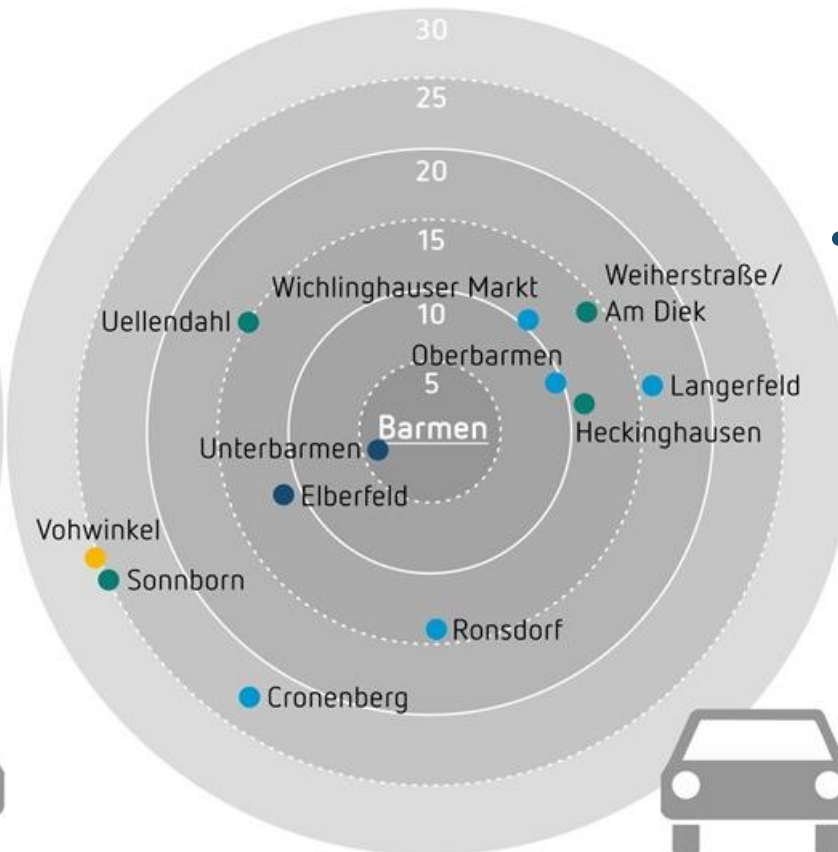 30
25
20
15
Weiherstraße/
Am Diek
Wichlinghauser Markt
Uellendahl
10
Oberbarmen
5
Langerfeld
Barmen
Heckinghausen
Unterbarmen
Elberfeld
Vohwinkel
Sonnborn
Ronsdorf
Cronenberg